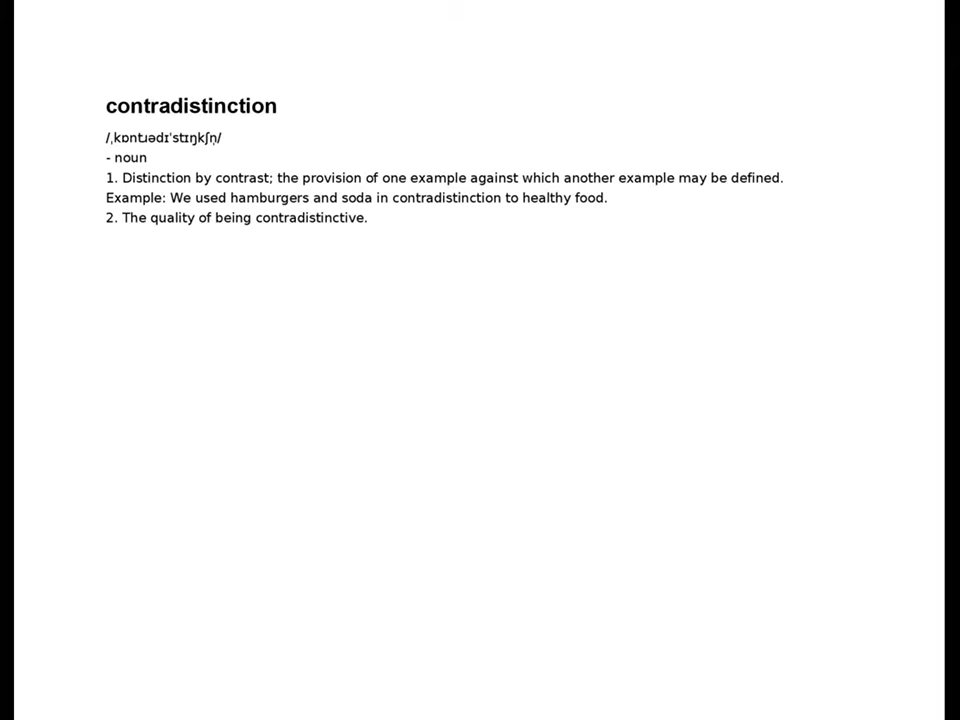 contradistinction
/ˌkɒntɹədɪˈstɪŋkʃn̩/
- noun
1. Distinction by contrast; the provision of one example against which another example may be defined.
Example: We used hamburgers and soda in contradistinction to healthy food.
2. The quality of being contradistinctive.